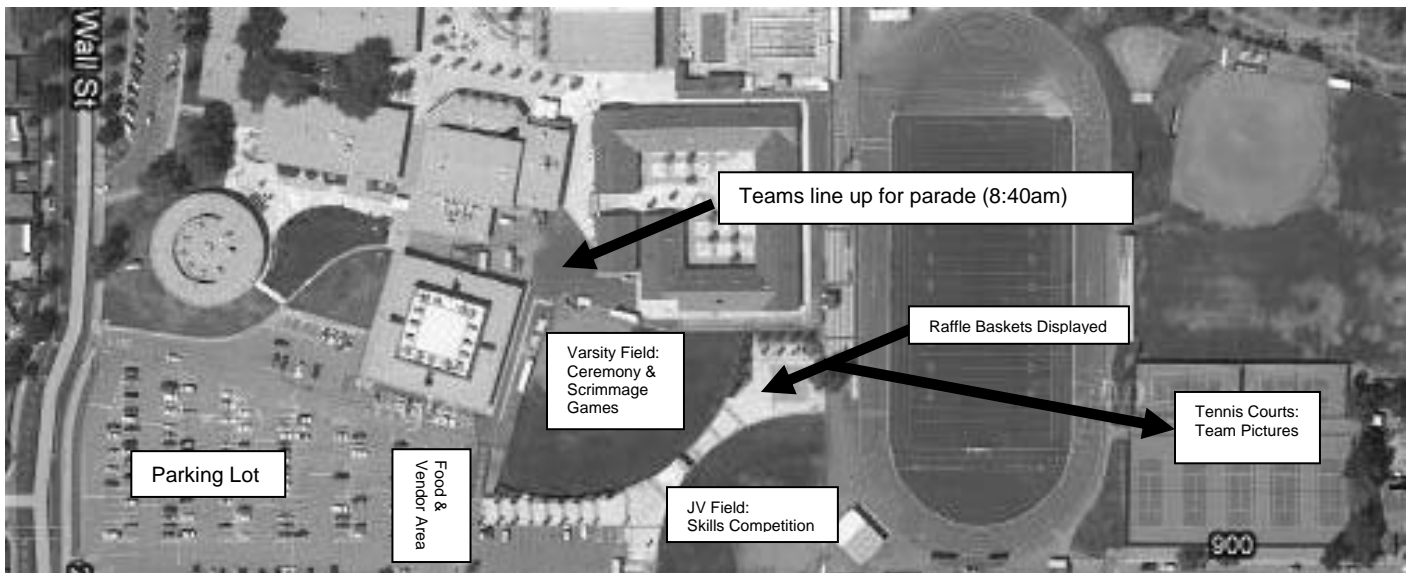 Wall St
Teams line up for parade (8:40am)
Raffle Baskets Displayed
Varsity Field:
Ceremony &
Scrimmage
Games
Tennis Courts:
Team Pictures
Parking Lot
Food &
Vendor Area
JV Field:
Skills Competition
900